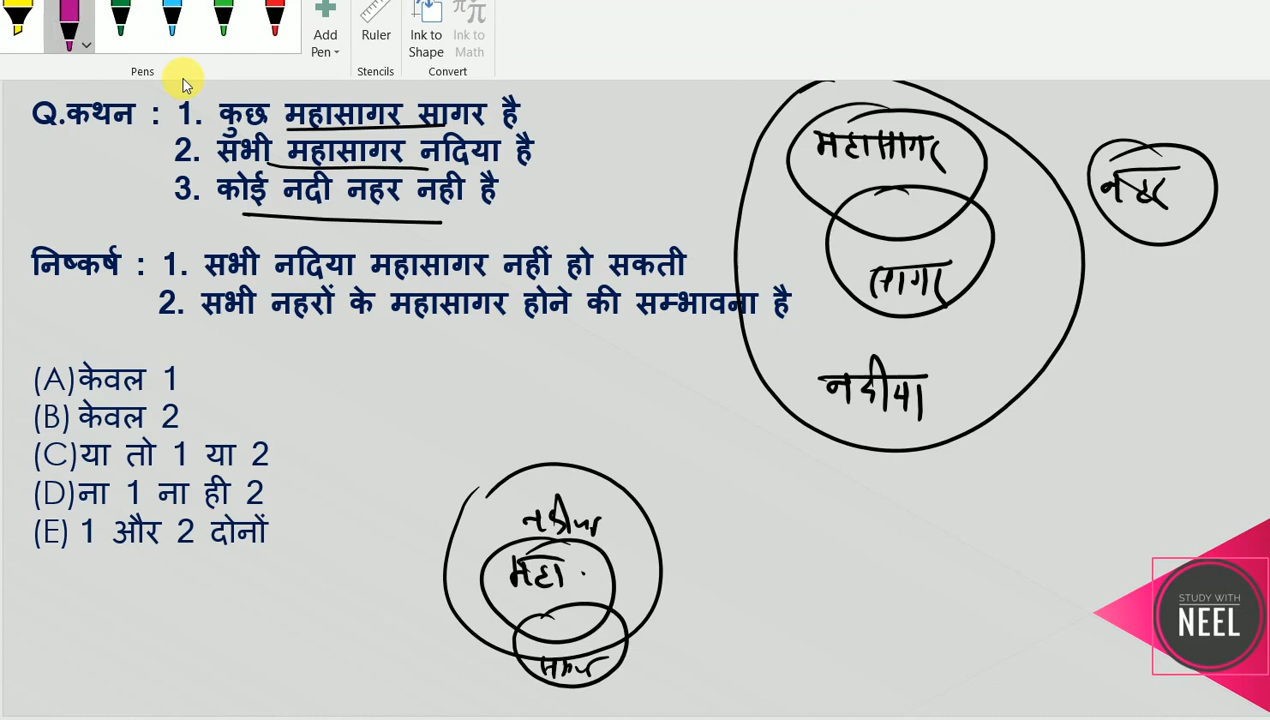 Add
Pen
Ruler
Ink to
Shape
Ink to
Math
Pens
Stencils
Convert
Q.कथन : 1. कुछ महासागर सागर है
2. सभी महासागर नदिया है
3. कोई नदी नहर नही है
निष्कर्ष : 1. सभी नदिया महासागर नहीं हो सकती
2. सभी नहरों के महासागर होने की सम्भावना है
(A)केवल 1
(B) केवल 2
(C)या तो 1 या 2
(D)ना 1 ना ही 2
(E) 1 और 2 दोनों
महासागर
सागर
नदीया
नहर
नदीया
महा
STUDY WITH
NEEL